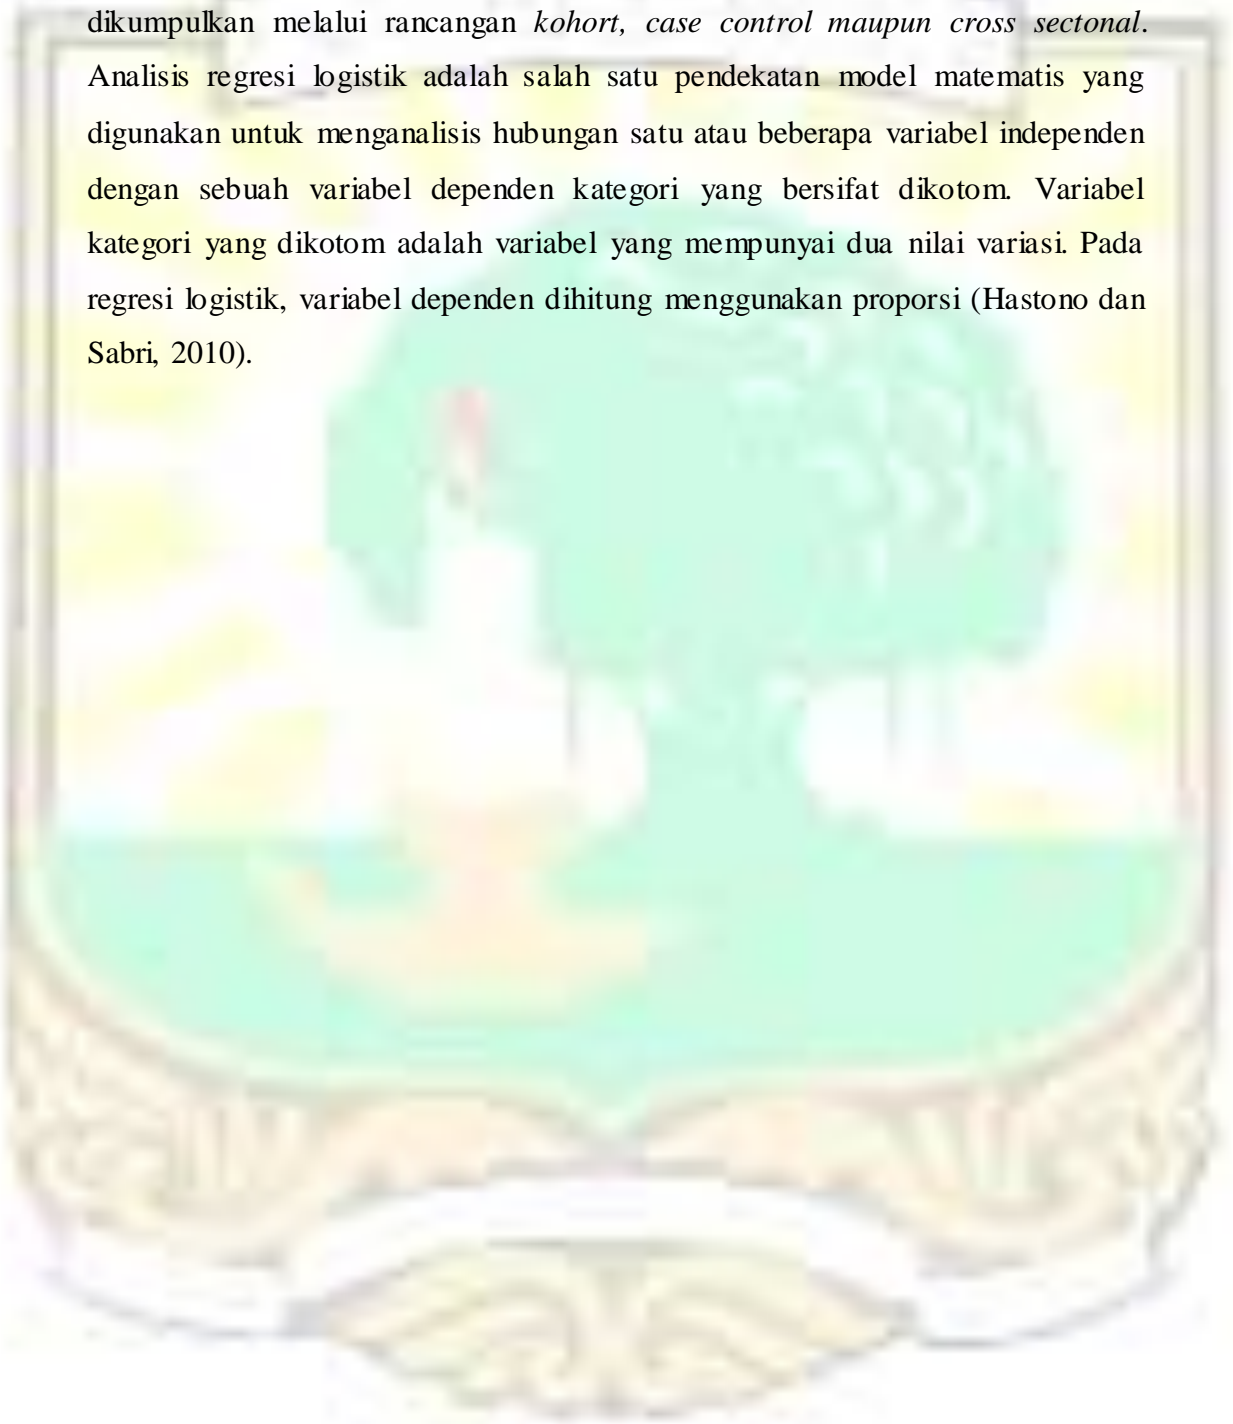 dikumpulkan melalui rancangan kohort, case control maupun cross sectonal.
Analisis regresi logistik adalah salah satu pendekatan model matematis yang
digunakan untuk menganalisis hubungan satu atau beberapa variabel independen
dengan sebuah variabel dependen kategori yang bersifat dikotom. Variabel
kategori yang dikotom adalah variabel yang mempunyai dua nilai variasi. Pada
regresi logistik, variabel dependen dihitung menggunakan proporsi (Hastono dan
Sabri, 2010).